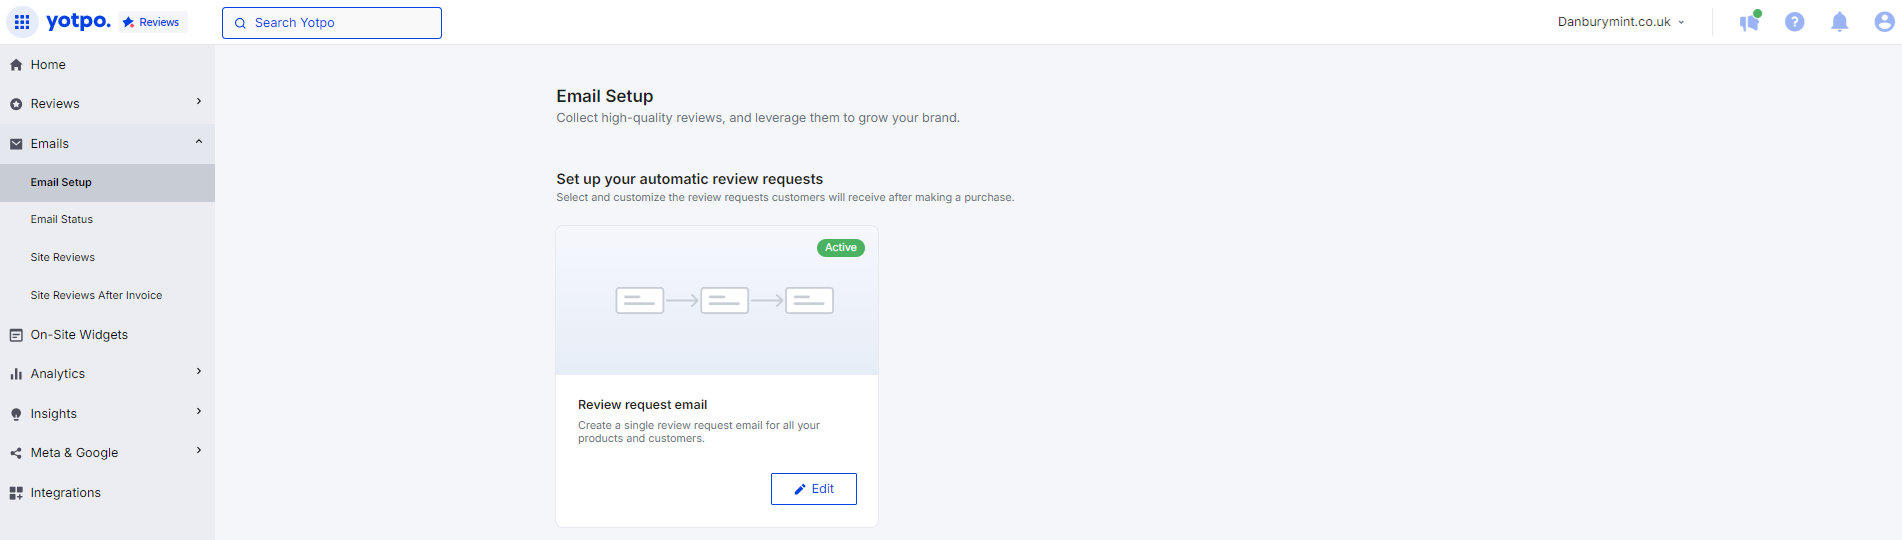 yotpo.
Reviews
Search Yotpo
Danburymint.co.uk
Home
Reviews
Emails
Email Setup
Email Status
Site Reviews
Site Reviews After Invoice
On-Site Widgets
Analytics
Insights
Meta & Google
Integrations
Email Setup
Collect high-quality reviews, and leverage them to grow your brand.
Set up your automatic review requests
Select and customize the review requests customers will receive after making a purchase.
Active
Review request email
Create a single review request email for all your
products and customers.
Edit